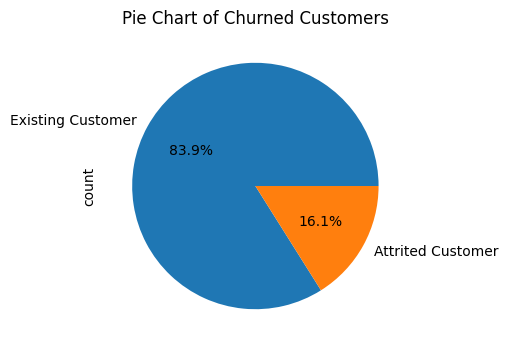 Pie Chart of Churned Customers
Existing Customer
83.9%
count
16.1%
Attrited Customer